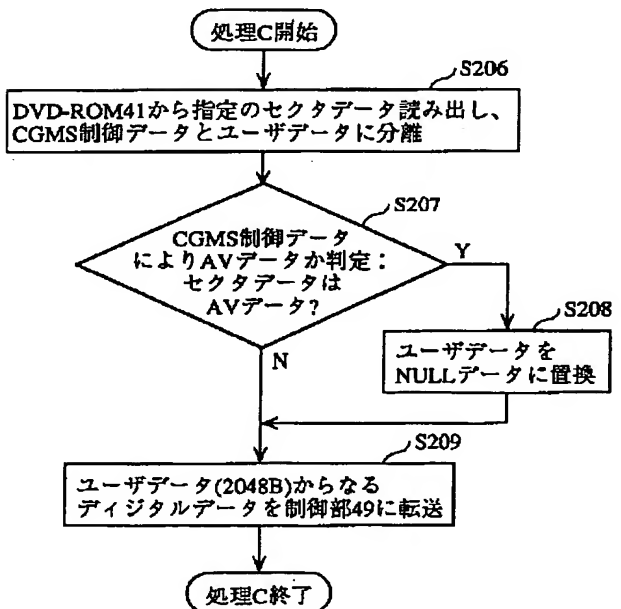 処理C開始
S206
DVD-ROM41から指定のセクタデータ読み出し、
CGMS制御データとユーザデータに分離
S207
CGMS制御データ
によりAVデータか判定：
セクタデータは
AVデータ?
Y
N
S208
ユーザデータを
NULLデータに置換
S209
ユーザデータ(2048B)からなる
ディジタルデータを制御部49に転送
処理C終了